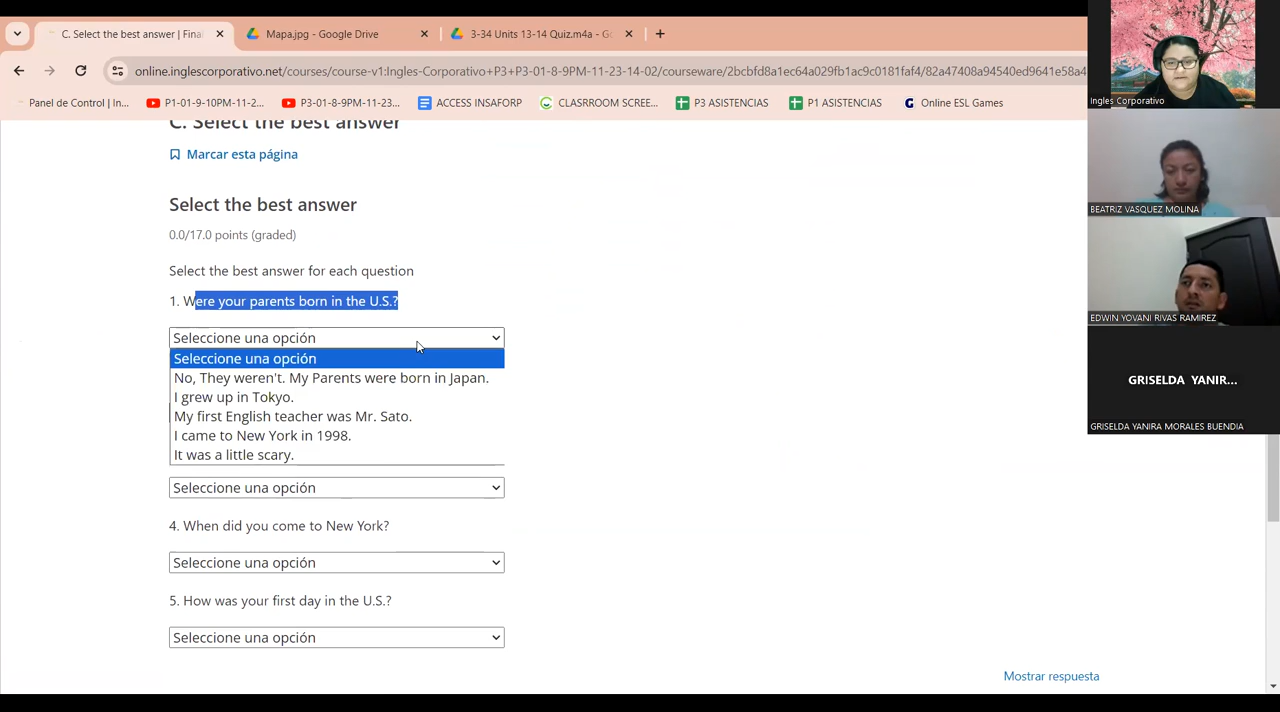 C. Select the best answer | Fina
Mapa.jpg - Google Drive
3-34 Units 13-14 Quiz.m4a - Go
online.inglescorporativo.net/courses/course-v1:Ingles-Corporativo+P3+P3-01-8-9PM-11-23-14-02/courseware/2bcbfd8a1ec64a029fb1ac9c0181faf4/82a47408a94540ed9641e58a4
Panel de Control | In...
P1-01-9-10PM-11-2...
P3-01-8-9PM-11-23...
ACCESS INSAFORP
CLASSROOM SCREE...
P3 ASISTENCIAS
P1 ASISTENCIAS
Online ESL Games
C. Select the best answer
Marcar esta página
Select the best answer
0.0/17.0 points (graded)
Select the best answer for each question
1. Were your parents born in the U.S.?
Seleccione una opción
Seleccione una opción
No, They weren't. My Parents were born in Japan.
I grew up in Tokyo.
My first English teacher was Mr. Sato.
I came to New York in 1998.
It was a little scary.
Seleccione una opción
4. When did you come to New York?
Seleccione una opción
5. How was your first day in the U.S.?
Seleccione una opción
Mostrar respuesta
Ingles Corporativo
BEATRIZ VASQUEZ MOLINA
EDWIN YOVANI RIVAS RAMIREZ
GRISELDA YANIR...
GRISELDA YANIRA MORALES BUENDIA